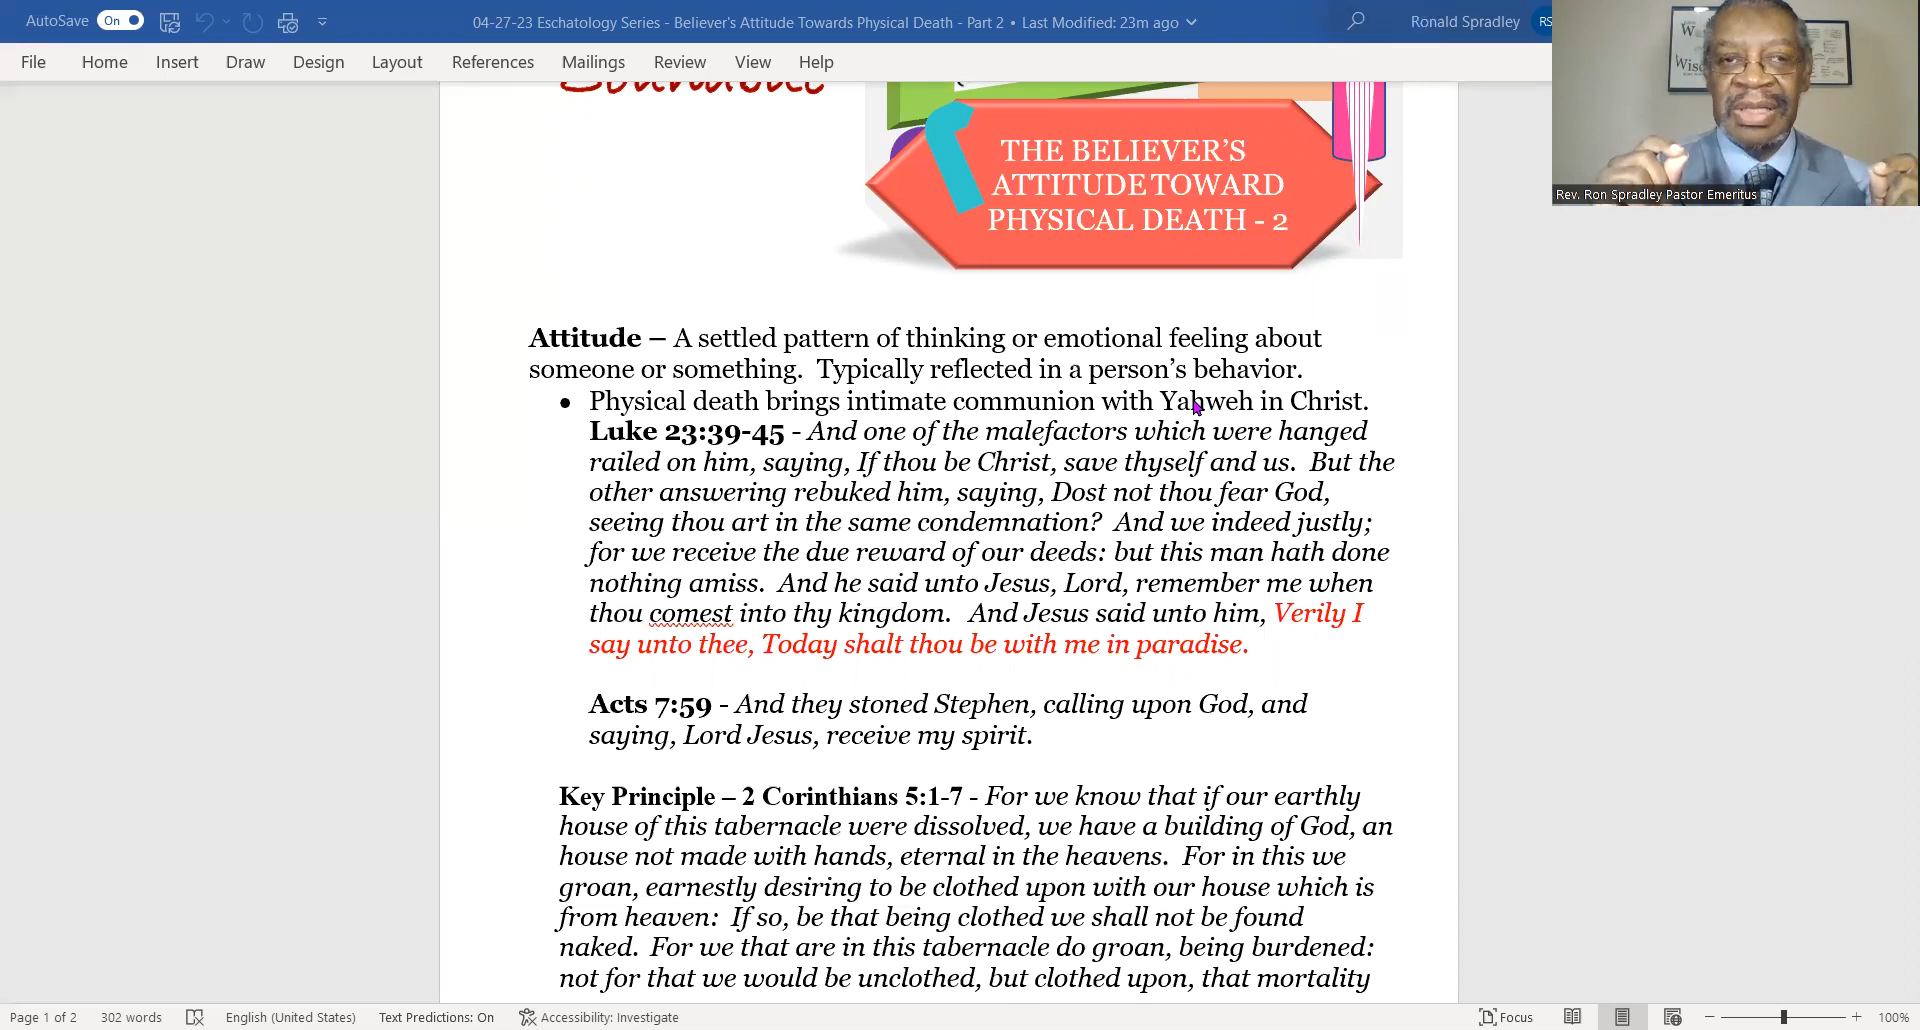 AutoSave On 04-27-23 Eschatology Series - Believer's Attitude Towards Physical Death - Part 2 • Last Modified: 23m ago Ronald Spradley RS
File Home Insert Draw Design Layout References Mailings Review View Help
Rev. Ron Spradley Pastor Emeritus
THE BELIEVER’S
ATTITUDE TOWARD
PHYSICAL DEATH - 2
Attitude – A settled pattern of thinking or emotional feeling about
someone or something.  Typically reflected in a person’s behavior.
• Physical death brings intimate communion with Yahweh in Christ.
Luke 23:39-45 - And one of the malefactors which were hanged
railed on him, saying, If thou be Christ, save thyself and us.  But the
other answering rebuked him, saying, Dost not thou fear God,
seeing thou art in the same condemnation?  And we indeed justly;
for we receive the due reward of our deeds: but this man hath done
nothing amiss.  And he said unto Jesus, Lord, remember me when
thou comest into thy kingdom.   And Jesus said unto him, Verily I
say unto thee, Today shalt thou be with me in paradise.
Acts 7:59 - And they stoned Stephen, calling upon God, and
saying, Lord Jesus, receive my spirit.
Key Principle – 2 Corinthians 5:1-7 - For we know that if our earthly
house of this tabernacle were dissolved, we have a building of God, an
house not made with hands, eternal in the heavens.  For in this we
groan, earnestly desiring to be clothed upon with our house which is
from heaven:  If so, be that being clothed we shall not be found
naked.  For we that are in this tabernacle do groan, being burdened:
not for that we would be unclothed, but clothed upon, that mortality
Page 1 of 2 302 words English (United States) Text Predictions: On Accessibility: Investigate Focus 100%